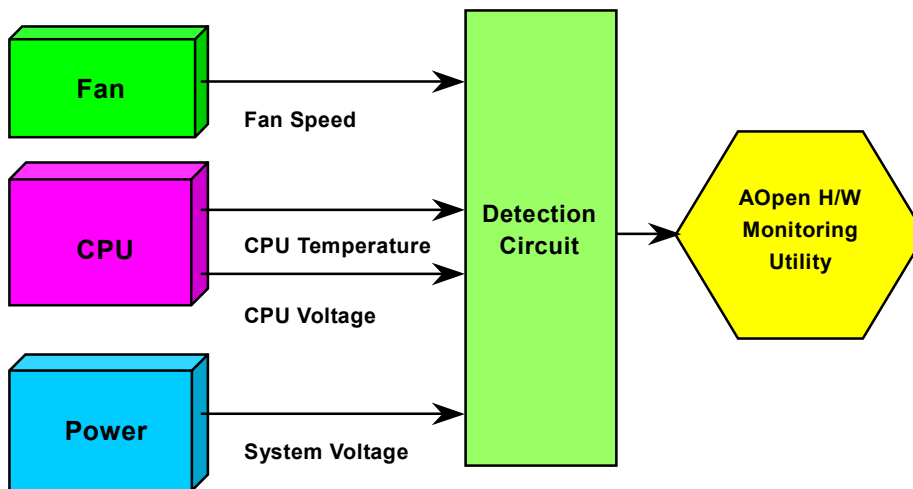 Fan
Fan Speed
CPU
CPU Temperature
CPU Voltage
Power
System Voltage
Detection
Circuit
AOpen H/W
Monitoring
Utility